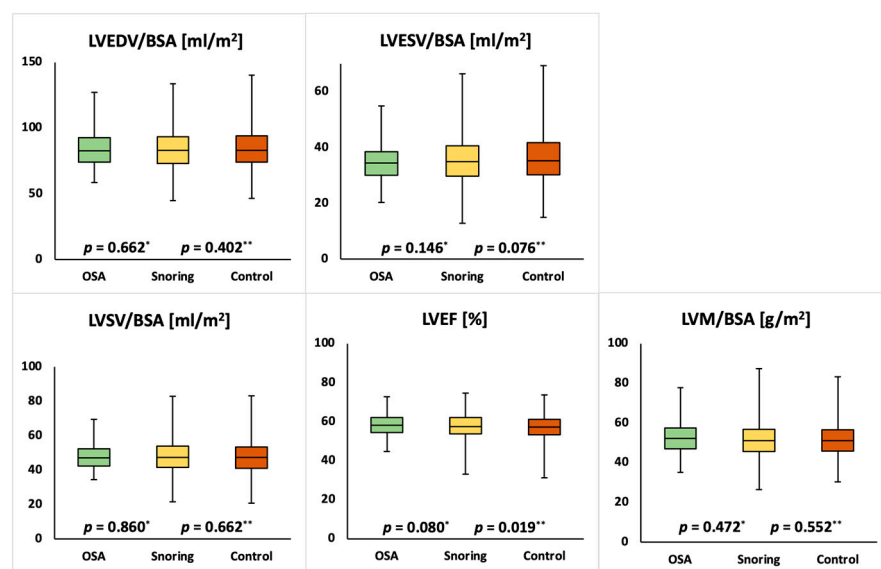 LVEDV/BSA [ml/m²]
150
100
50
0
p = 0.662* p = 0.402**
OSA Snoring Control
LVESV/BSA [ml/m²]
60
40
20
0
p = 0.146* p = 0.076**
OSA Snoring Control
LVSV/BSA [ml/m²]
100
80
60
40
20
0
p = 0.860* p = 0.662**
OSA Snoring Control
LVEF [%]
100
80
60
40
20
0
p = 0.080* p = 0.019**
OSA Snoring Control
LVM/BSA [g/m²]
100
80
60
40
20
0
p = 0.472* p = 0.552**
OSA Snoring Control